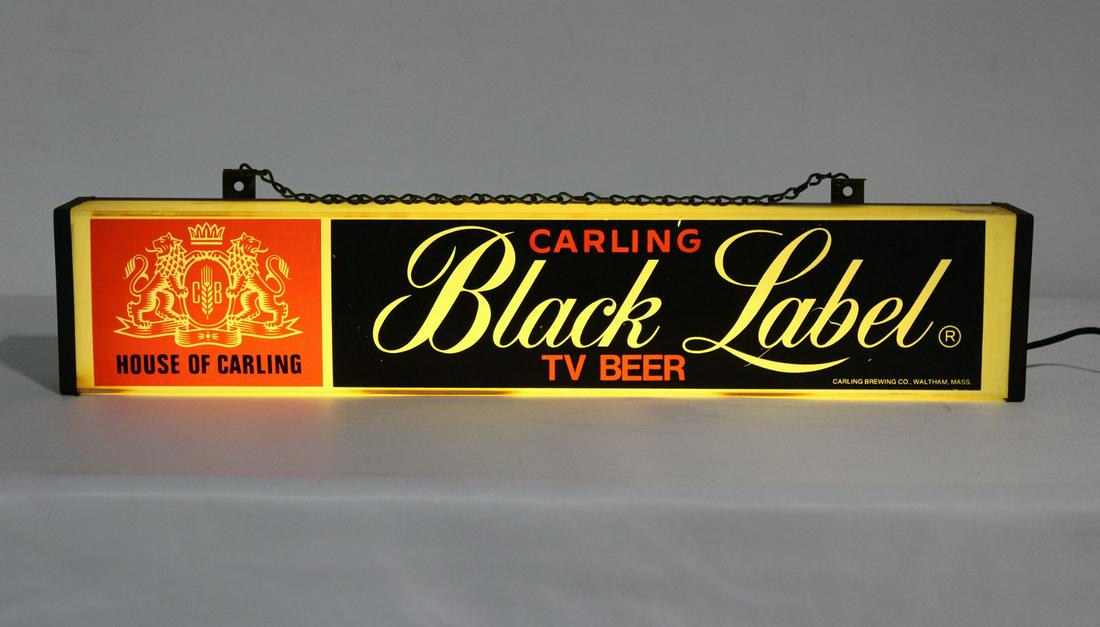 C B
HOUSE OF CARLING
CARLING
Black Label ®
TV BEER
CARLING BREWING CO., WALTHAM, MASS.